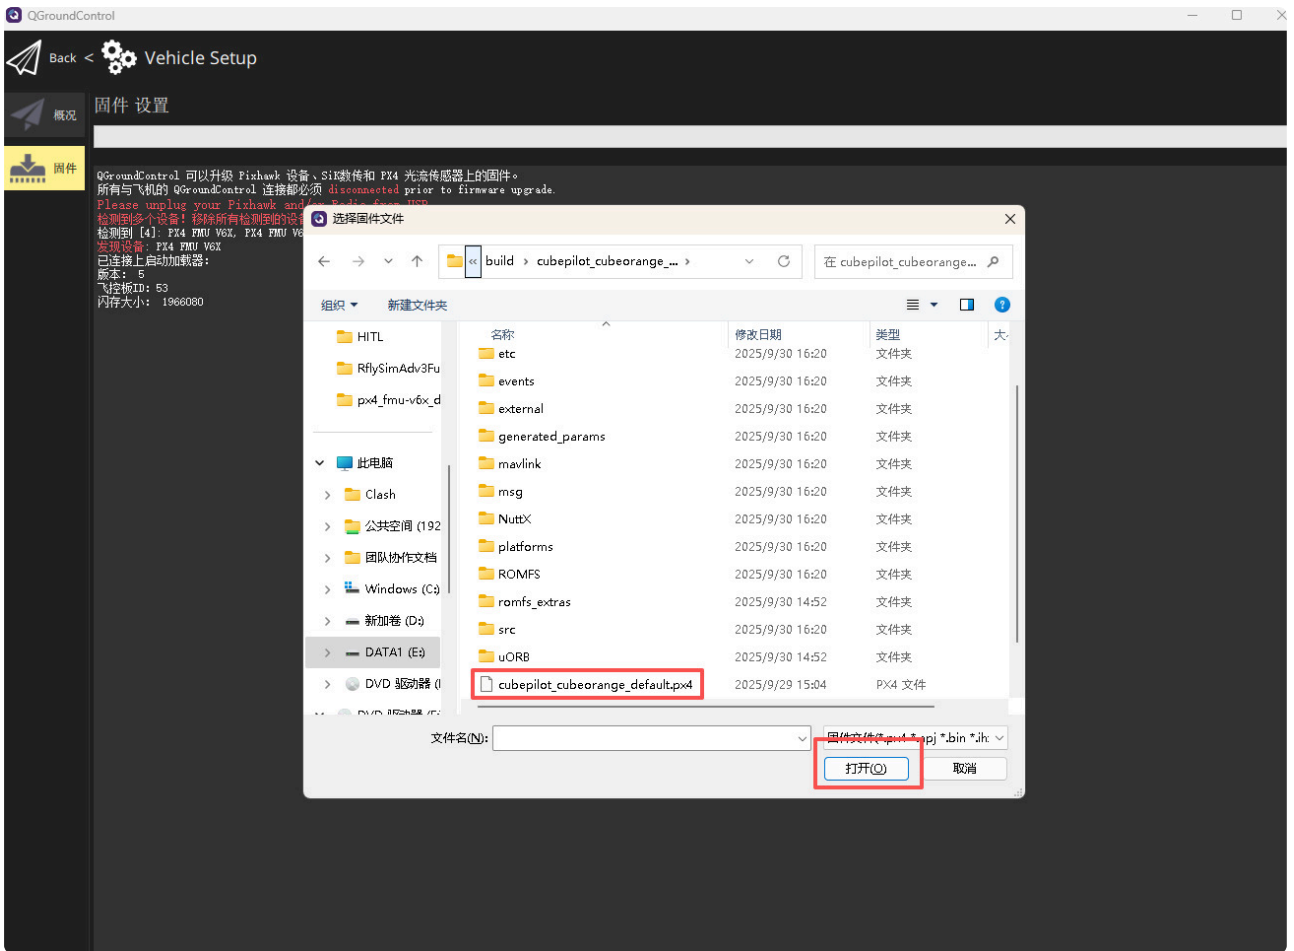 QGroundControl
Back < Vehicle Setup
概况
固件 设置
固件
QGroundControl 可以升级 Pixhawk 设备、SiK数传和 PX4 光流传感器上的固件。
所有与飞机的 QGroundControl 连接都必须 disconnected prior to firmware upgrade.
Please unplug your Pixhawk and/or Radio from USB
检测到多个设备! 移除所有检测到的设备
检测到 [4]: PX4 FMU V6X, PX4 FMU V6
发现设备: PX4 FMU V6X
已连接上启动加载器:
版本: 5
飞控板ID: 53
闪存大小: 1966080
选择固件文件
« build › cubepilot_cubeorange_... ›
在 cubepilot_cubeorange...
组织 新建文件夹
HITL
RflySimAdv3Fu
px4_fmu-v6x_d
此电脑
Clash
公共空间 (192
团队协作文档
Windows (C:)
新加卷 (D:)
DATA1 (E:)
DVD 驱动器 (
名称 修改日期 类型 大
etc 2025/9/30 16:20 文件夹
events 2025/9/30 16:20 文件夹
external 2025/9/30 16:20 文件夹
generated_params 2025/9/30 16:20 文件夹
mavlink 2025/9/30 16:20 文件夹
msg 2025/9/30 16:20 文件夹
NuttX 2025/9/30 16:20 文件夹
platforms 2025/9/30 16:20 文件夹
ROMFS 2025/9/30 16:20 文件夹
romfs_extras 2025/9/30 14:52 文件夹
src 2025/9/30 16:20 文件夹
uORB 2025/9/30 14:52 文件夹
cubepilot_cubeorange_default.px4 2025/9/29 15:04 PX4 文件
文件名(N):
固件文件(*.px4 *.apj *.bin *.ih:
打开(O)
取消